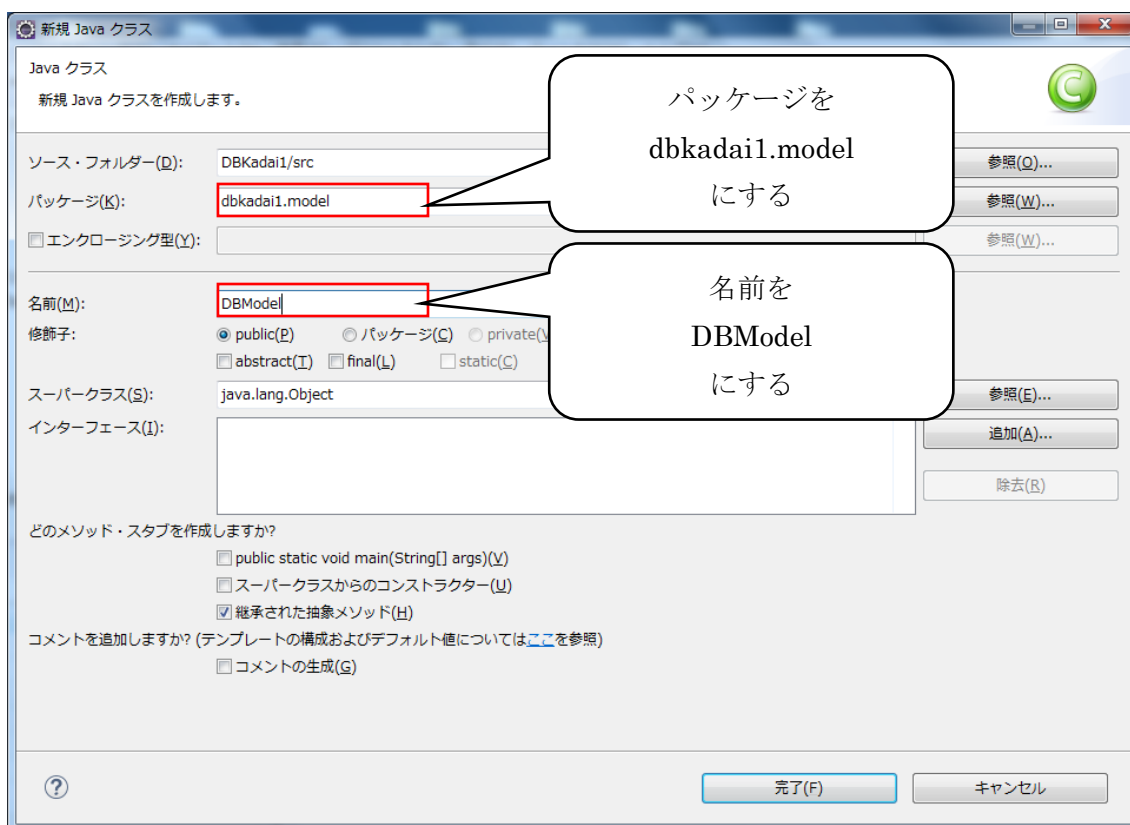 新規 Java クラス
Java クラス
新規 Java クラスを作成します。
パッケージを
dbkadai1.model
にする
ソース・フォルダー(D):
DBKadai1/src
参照(O)...
パッケージ(K):
dbkadai1.model
参照(W)...
エンクロージング型(Y):
参照(W)...
名前を
DBModel
にする
名前(M):
DBModel
修飾子:
public(P) パッケージ(C) private(V
abstract(T) final(L) static(C)
スーパークラス(S):
java.lang.Object
参照(E)...
インターフェース(I):
追加(A)...
除去(R)
どのメソッド・スタブを作成しますか?
public static void main(String[] args)(V)
スーパークラスからのコンストラクター(U)
継承された抽象メソッド(H)
コメントを追加しますか? (テンプレートの構成およびデフォルト値についてはここを参照)
コメントの生成(G)
完了(F)
キャンセル